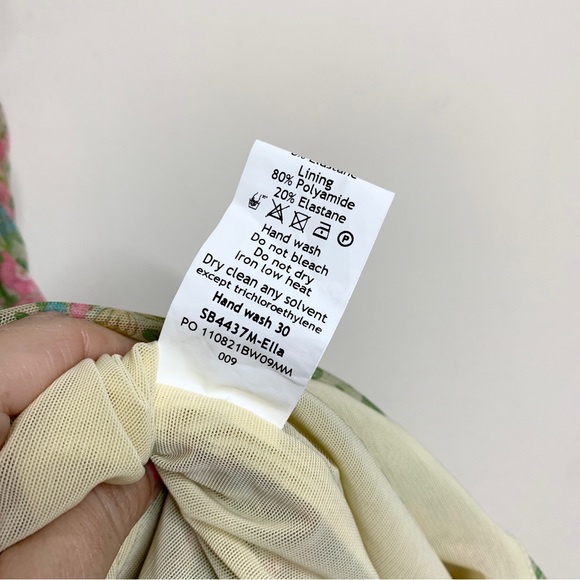 Elastane
Lining
80% Polyamide
20% Elastane
P
Hand wash
Do not bleach
Do not dry
Iron low heat
Dry clean any solvent
except trichloroethylene
Hand wash 30
SB4437M-Ella
PO 110821BW09MM
009